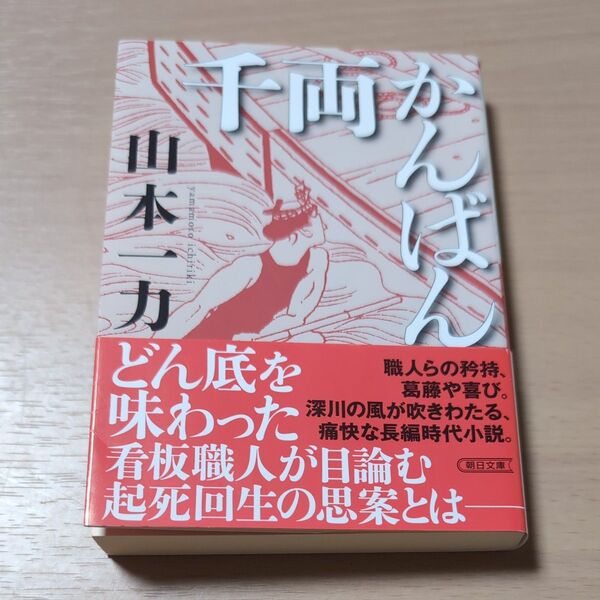 千両
かんばん
山本一力
yamamoto ichiriki
どん底を
味わった
看板職人が目論む
起死回生の思案とは──
職人らの矜持、
葛藤や喜び。
深川の風が吹きわたる、
痛快な長編時代小説。
朝日文庫